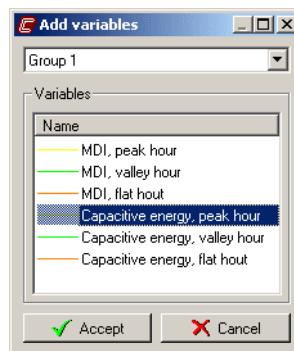 Add variables
Group 1
Variables
Name
MDI, peak hour
MDI, valley hour
MDI, flat hout
Capacitive energy, peak hour
Capacitive energy, valley hour
Capacitive energy, flat hout
Accept
Cancel